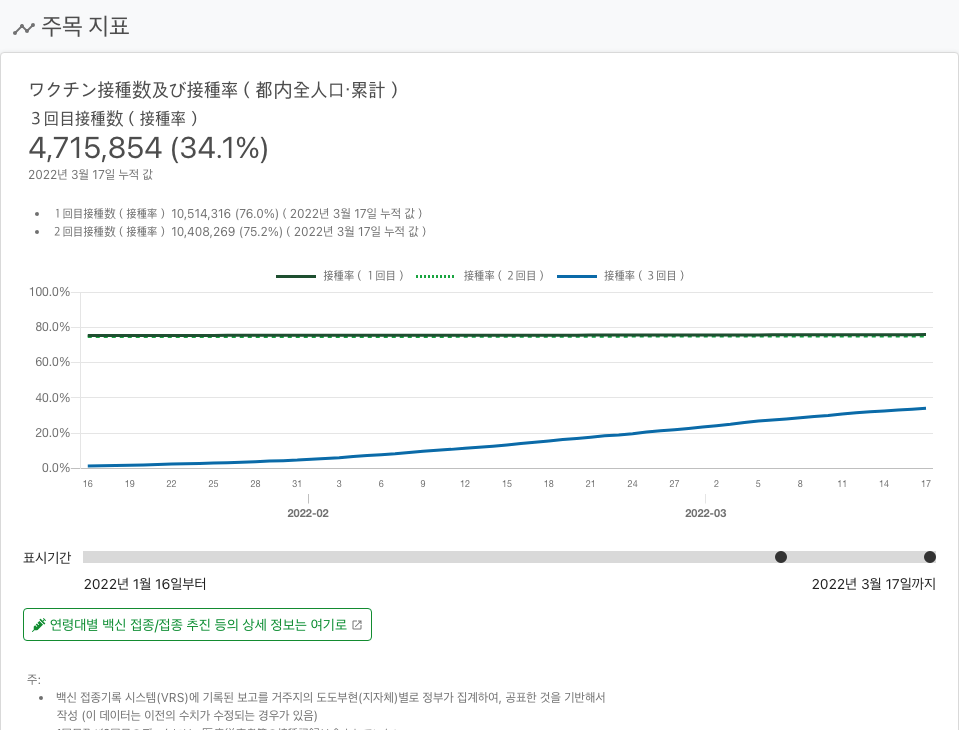 주목 지표
ワクチン接種数及び接種率 ( 都内全人口·累計 )
３回目接種数 ( 接種率 )
4,715,854 (34.1%)
2022년 3월 17일 누적 값
• １回目接種数 ( 接種率 ) 10,514,316 (76.0%) ( 2022년 3월 17일 누적 값 )
• ２回目接種数 ( 接種率 ) 10,408,269 (75.2%) ( 2022년 3월 17일 누적 값 )
接種率 ( １回目 ) 接種率 ( ２回目 ) 接種率 ( ３回目 )
100.0%
80.0%
60.0%
40.0%
20.0%
0.0%
16 19 22 25 28 31 3 6 9 12 15 18 21 24 27 2 5 8 11 14 17
2022-02 2022-03
표시기간
2022년 1월 16일부터 2022년 3월 17일까지
연령대별 백신 접종/접종 추진 등의 상세 정보는 여기로
주:
• 백신 접종기록 시스템(VRS)에 기록된 보고를 거주지의 도도부현(지자체)별로 정부가 집계하여, 공표한 것을 기반해서
작성 (이 데이터는 이전의 수치가 수정되는 경우가 있음)